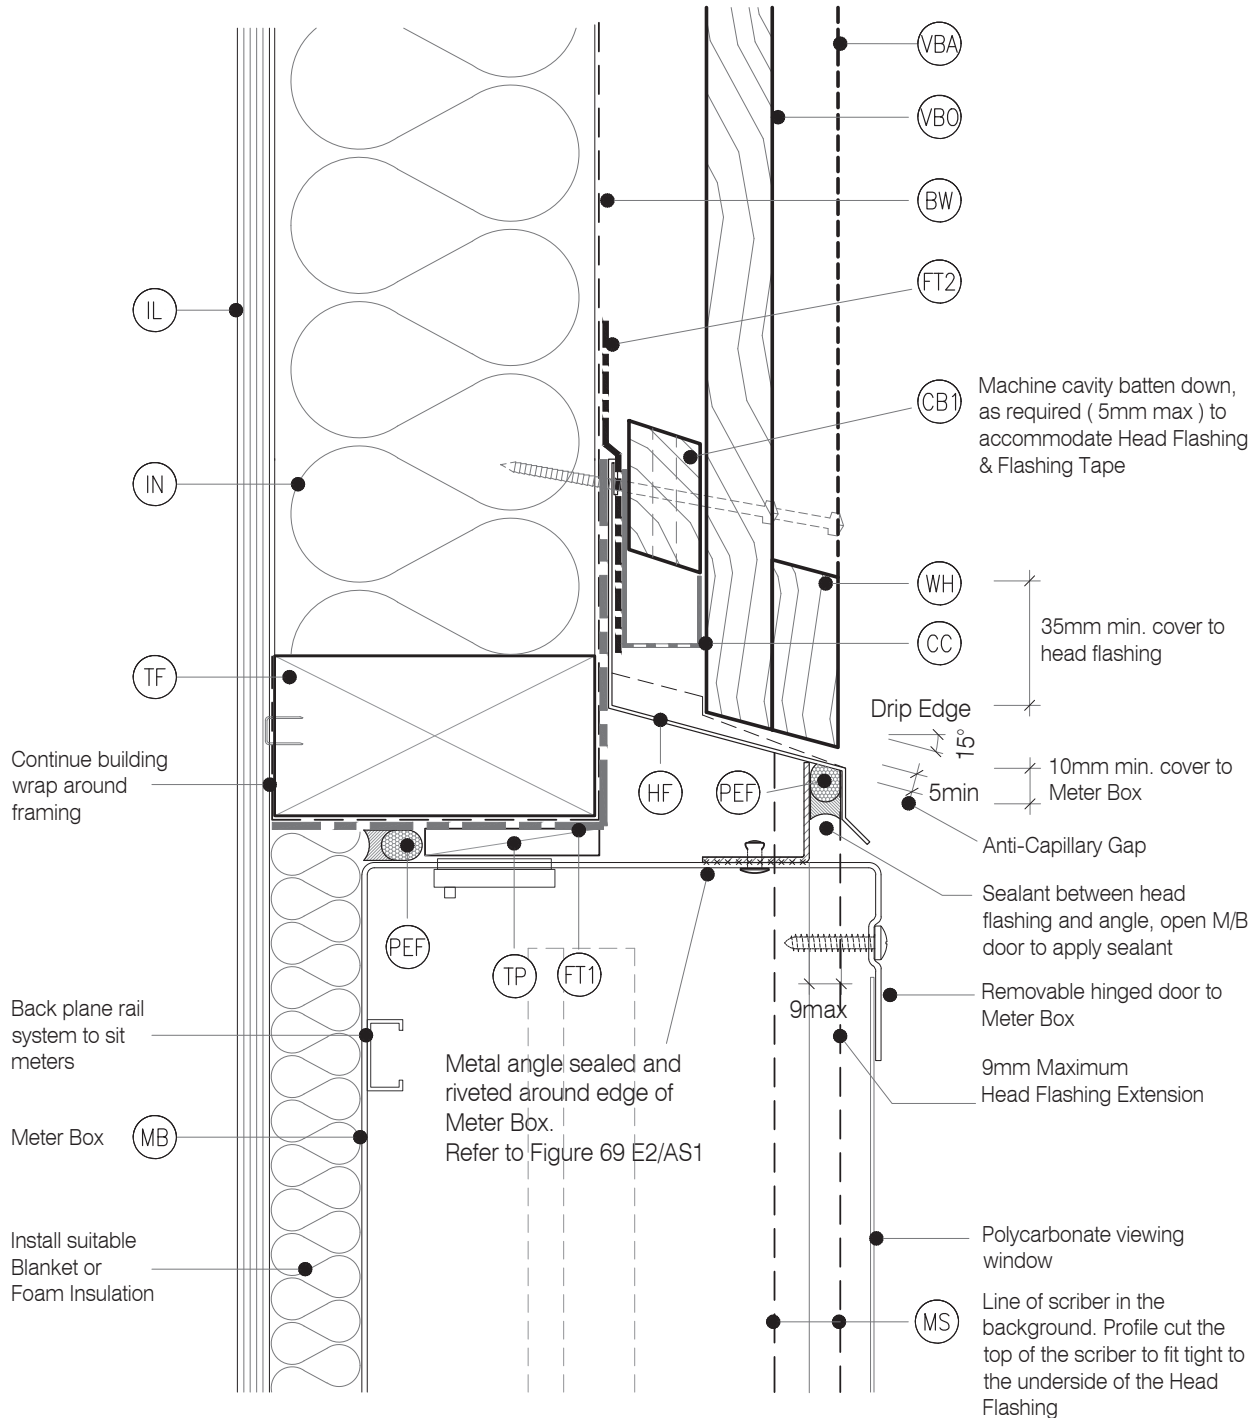 VBA
VBO
BW
FT2
IL
CB1
Machine cavity batten down,
as required ( 5mm max ) to
accommodate Head Flashing
& Flashing Tape
IN
WH
35mm min. cover to
head flashing
CC
TF
Drip Edge
15°
Continue building
wrap around
framing
HF
PEF
5min
10mm min. cover to
Meter Box
Anti-Capillary Gap
Sealant between head
flashing and angle, open M/B
door to apply sealant
PEF
TP
FT1
9max
Removable hinged door to
Meter Box
Back plane rail
system to sit
meters
Metal angle sealed and
riveted around edge of
Meter Box.
Refer to Figure 69 E2/AS1
9mm Maximum
Head Flashing Extension
Meter Box
MB
Install suitable
Blanket or
Foam Insulation
Polycarbonate viewing
window
MS
Line of scriber in the
background. Profile cut the
top of the scriber to fit tight to
the underside of the Head
Flashing